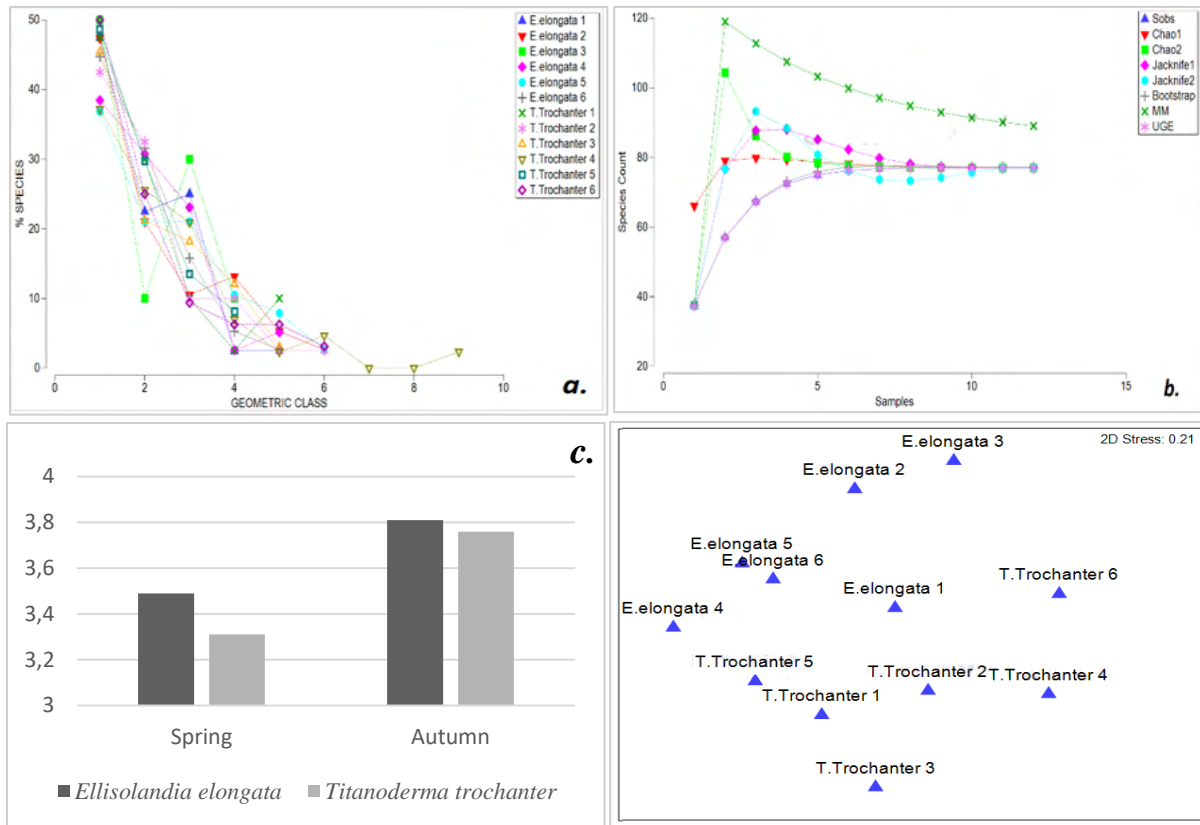 50
40
30
20
10
0
% SPECIES
0 2 4 6 8 10
GEOMETRIC CLASS
a.
E.elongata 1
E.elongata 2
E.elongata 3
E.elongata 4
E.elongata 5
E.elongata 6
T.Trochanter 1
T.Trochanter 2
T.Trochanter 3
T.Trochanter 4
T.Trochanter 5
T.Trochanter 6
120
100
80
60
40
20
Species Count
0 5 10 15
Samples
b.
Sobs
Chao1
Chao2
Jacknife1
Jacknife2
Bootstrap
MM
UGE
c.
4
3,8
3,6
3,4
3,2
3
Spring Autumn
Ellisolandia elongata Titanoderma trochanter
2D Stress: 0.21
E.elongata 3
E.elongata 2
E.elongata 5
E.elongata 6
T.Trochanter 6
E.elongata 1
E.elongata 4
T.Trochanter 5
T.Trochanter 2
T.Trochanter 4
T.Trochanter 1
T.Trochanter 3